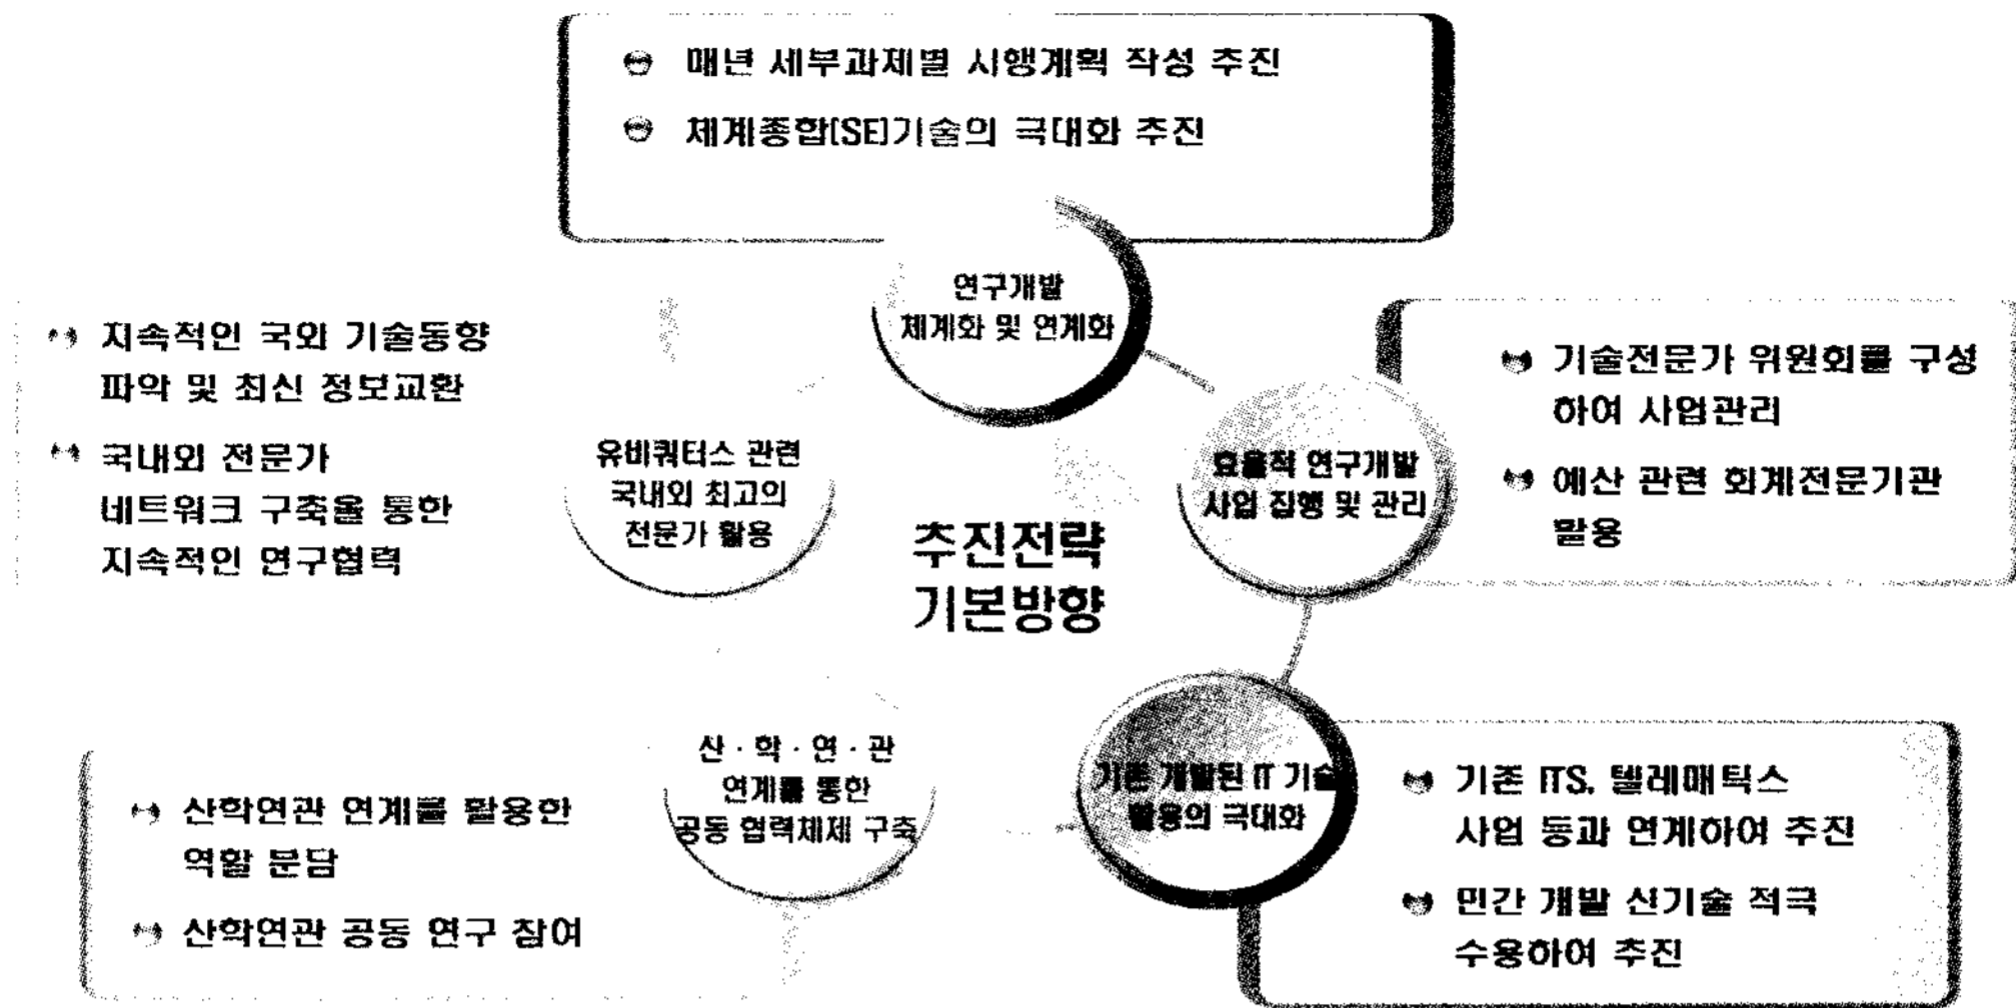 매년 세부과제별 시행계획 작성 추진
체계종합(SE)기술의 극대화 추진
연구개발
체계화 및 연계화
지속적인 국외 기술동향
파악 및 최신 정보교환
국내외 전문가
네트워크 구축을 통한
지속적인 연구협력
유비쿼터스 관련
국내외 최고의
전문가 활용
추진전략
기본방향
효율적 연구개발
사업 집행 및 관리
기술전문가 위원회를 구성
하여 사업관리
예산 관련 회계전문기관
활용
산·학·연·관
연계를 통한
공동 협력체제 구축
산학연관 연계를 활용한
역할 분담
산학연관 공동 연구 참여
기존 개발된 IT 기술
활용의 극대화
기존 ITS, 텔레매틱스
사업 등과 연계하여 추진
민간 개발 신기술 적극
수용하여 추진